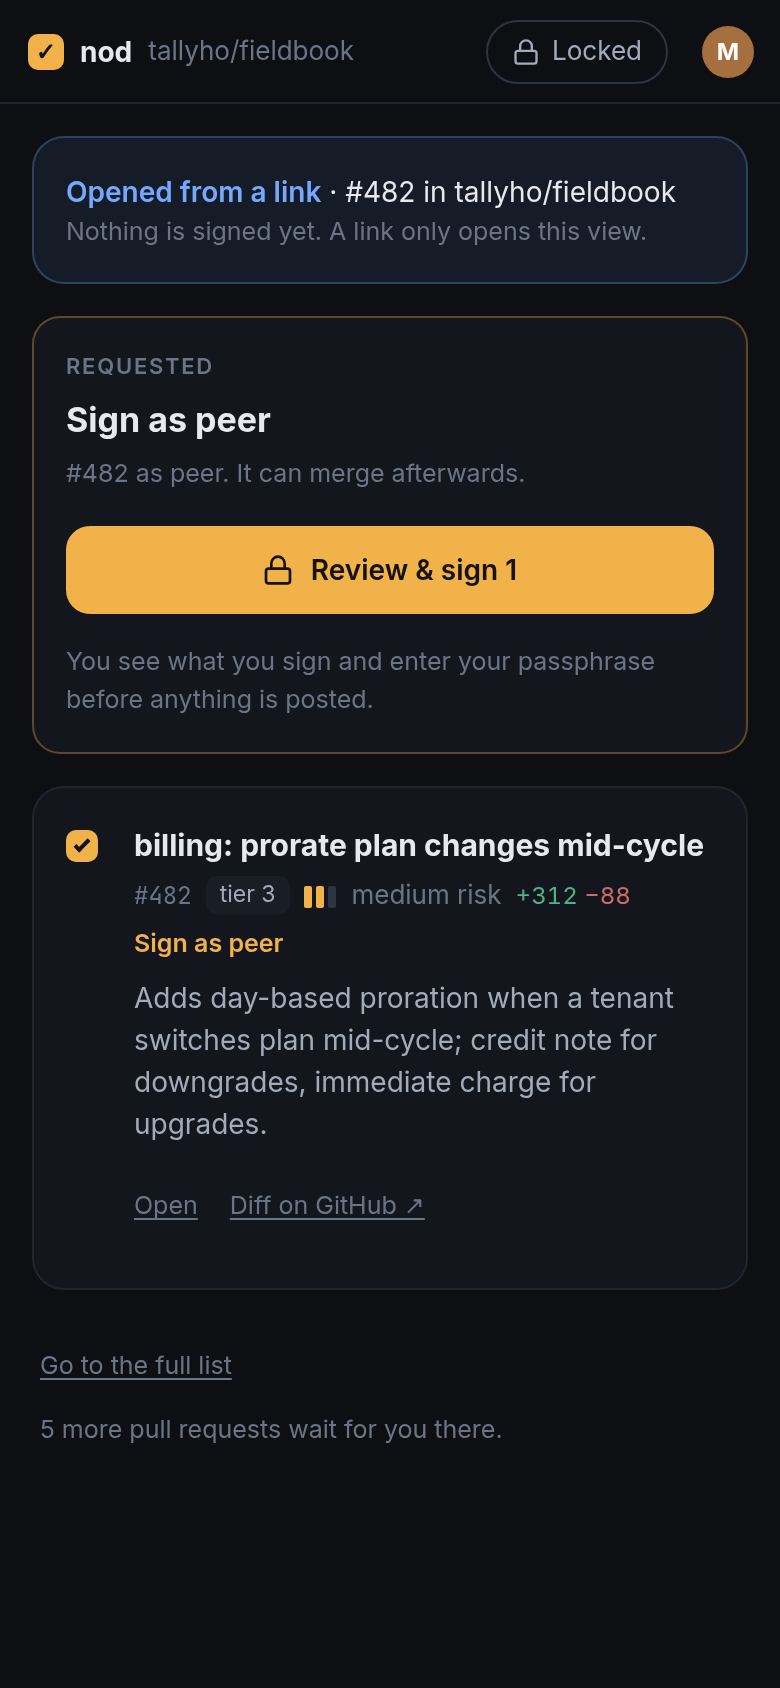 ✓ nod tallyho/fieldbook Locked M
Opened from a link · #482 in tallyho/fieldbook
Nothing is signed yet. A link only opens this view.
REQUESTED
Sign as peer
#482 as peer. It can merge afterwards.
Review & sign 1
You see what you sign and enter your passphrase
before anything is posted.
billing: prorate plan changes mid-cycle
#482 tier 3 medium risk +312 −88
Sign as peer
Adds day-based proration when a tenant
switches plan mid-cycle; credit note for
downgrades, immediate charge for
upgrades.
Open Diff on GitHub ↗
Go to the full list
5 more pull requests wait for you there.